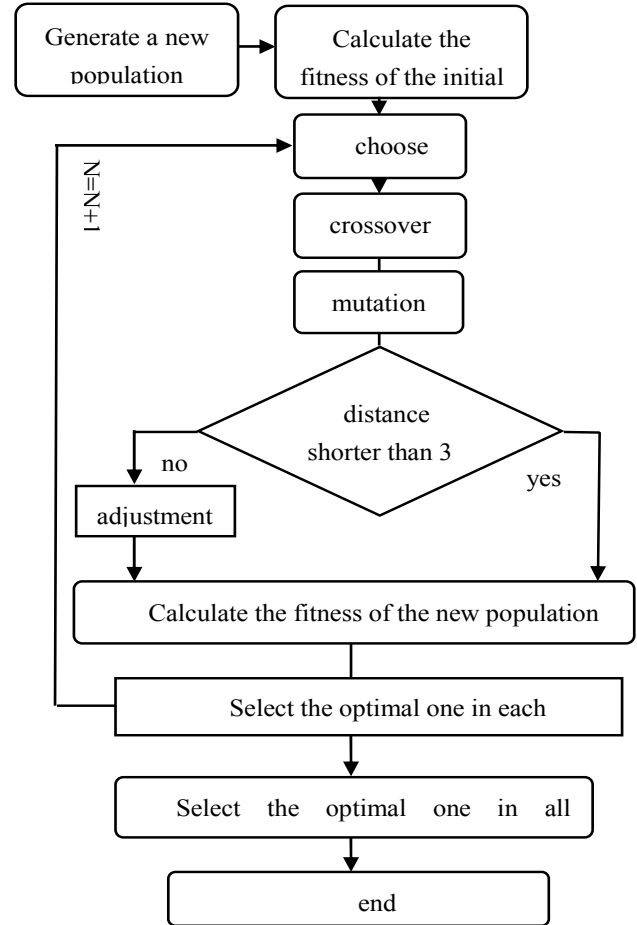 Generate a new
population
Calculate the
fitness of the initial
choose
N=N+1
crossover
mutation
distance
shorter than 3
no
yes
adjustment
Calculate the fitness of the new population
Select the optimal one in each
Select the optimal one in all
end